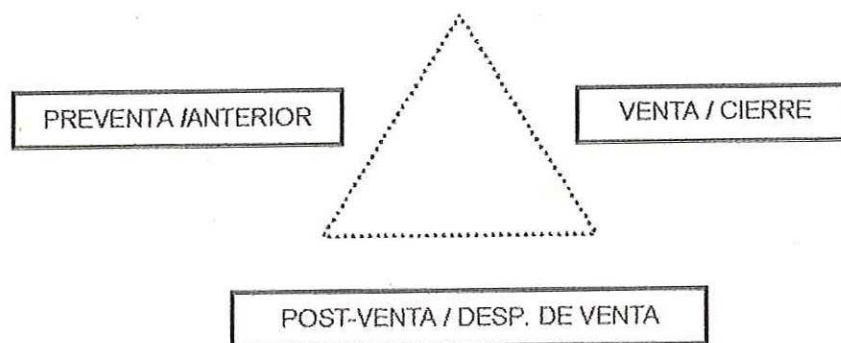 PREVENTA /ANTERIOR
VENTA / CIERRE
POST-VENTA / DESP. DE VENTA